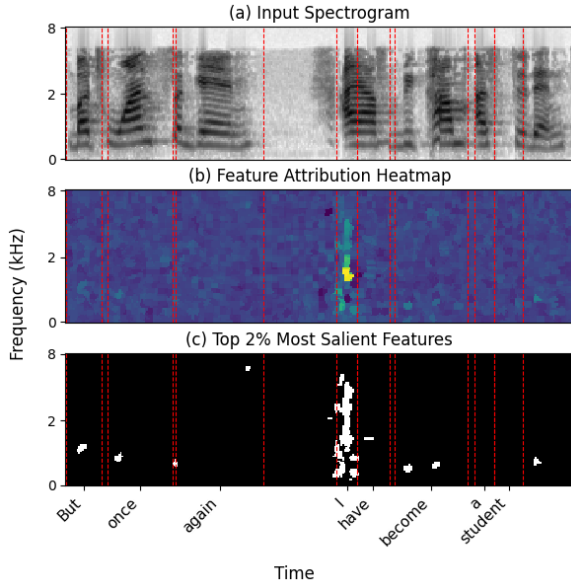 (a) Input Spectrogram
8
2
0
(b) Feature Attribution Heatmap
8
2
0
Frequency (kHz)
(c) Top 2% Most Salient Features
8
2
0
But once again I have become a student
Time